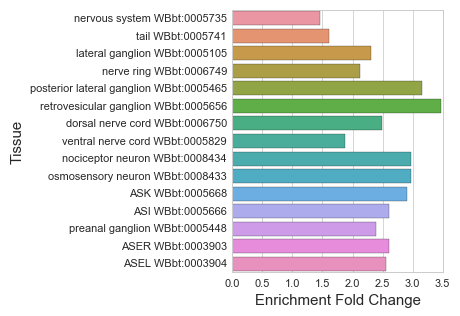 nervous system WBbt:0005735
tail WBbt:0005741
lateral ganglion WBbt:0005105
nerve ring WBbt:0006749
posterior lateral ganglion WBbt:0005465
retrovesicular ganglion WBbt:0005656
dorsal nerve cord WBbt:0006750
ventral nerve cord WBbt:0005829
nociceptor neuron WBbt:0008434
osmosensory neuron WBbt:0008433
ASK WBbt:0005668
ASI WBbt:0005666
preanal ganglion WBbt:0005448
ASER WBbt:0003903
ASEL WBbt:0003904
Tissue
0.0 0.5 1.0 1.5 2.0 2.5 3.0 3.5
Enrichment Fold Change